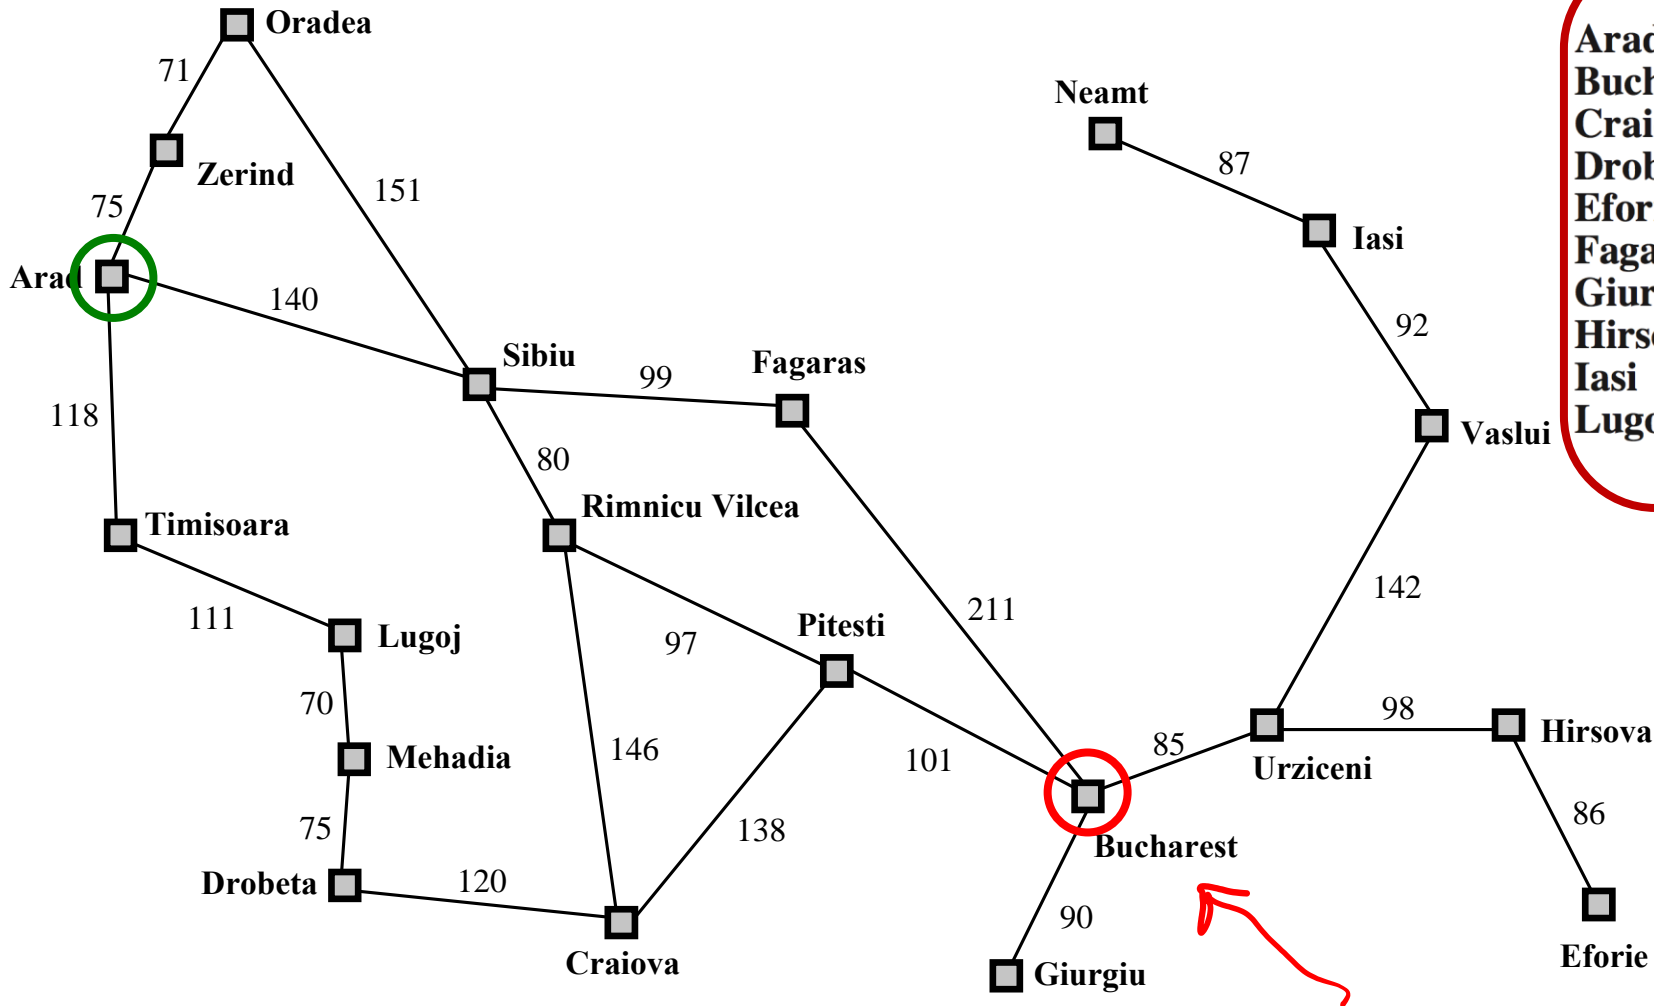 Oradea
71
Neamt
87
Zerind
151
75
Iasi
Arad
140
92
Sibiu
Fagaras
99
118
Vaslui
80
Rimnicu Vilcea
Timisoara
142
111
211
Pitesti
Lugoj
97
70
98
Hirsova
146
85
Mehadia
101
Urziceni
86
75
138
Bucharest
Drobeta
120
90
Craiova
Eforie
Giurgiu
Iasi